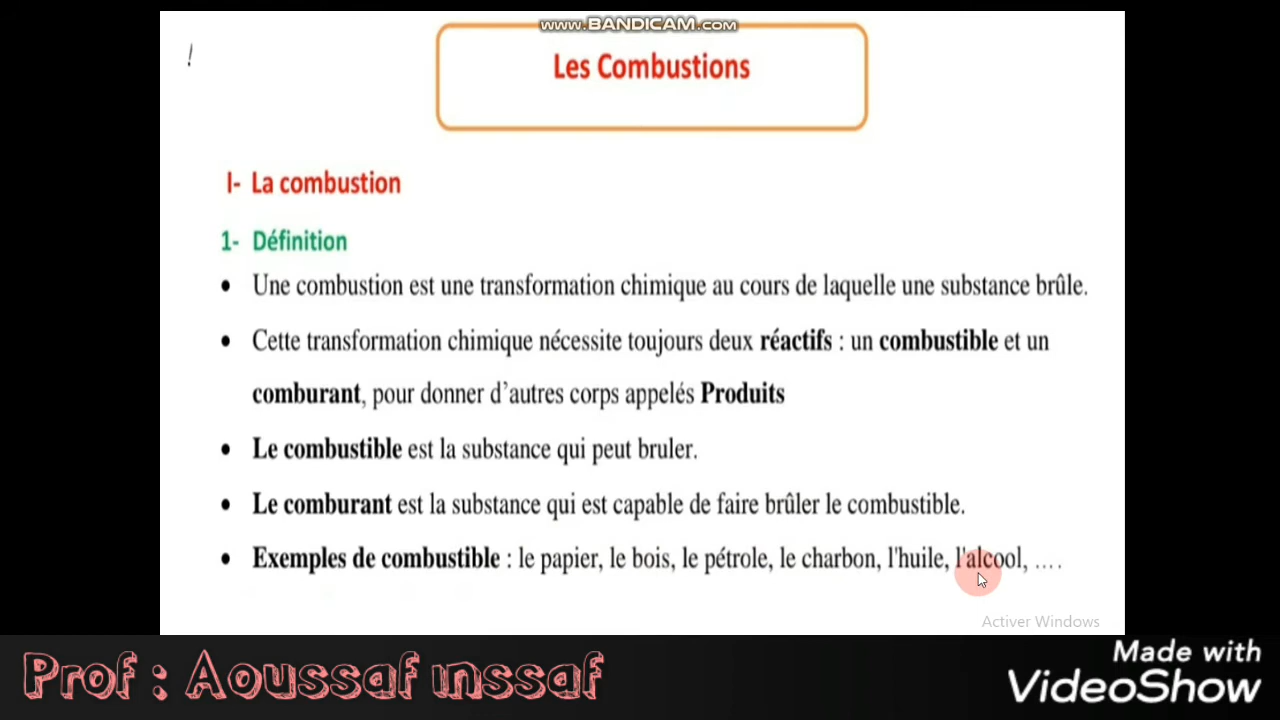 www.BANDICAM.com
!
Les Combustions
I- La combustion
1- Définition
• Une combustion est une transformation chimique au cours de laquelle une substance brûle.
• Cette transformation chimique nécessite toujours deux réactifs : un combustible et un
comburant, pour donner d'autres corps appelés Produits
• Le combustible est la substance qui peut bruler.
• Le comburant est la substance qui est capable de faire brûler le combustible.
• Exemples de combustible : le papier, le bois, le pétrole, le charbon, l'huile, l'alcool, ….
Activer Windows
Prof : Aoussaf inssaf
Made with
VideoShow